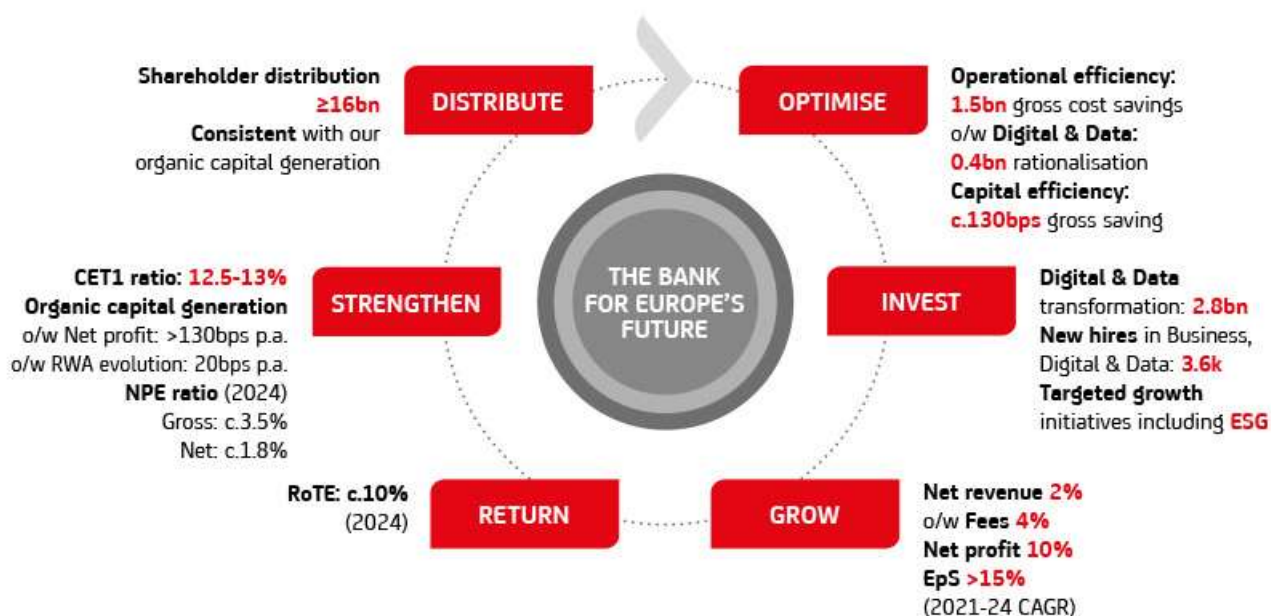 Shareholder distribution
≥16bn
Consistent with our
organic capital generation
DISTRIBUTE
OPTIMISE
Operational efficiency:
1.5bn gross cost savings
o/w Digital & Data:
0.4bn rationalisation
Capital efficiency:
c.130bps gross saving
CET1 ratio: 12.5-13%
Organic capital generation
o/w Net profit: >130bps p.a.
o/w RWA evolution: 20bps p.a.
NPE ratio (2024)
Gross: c.3.5%
Net: c.1.8%
STRENGTHEN
THE BANK
FOR EUROPE'S
FUTURE
INVEST
Digital & Data
transformation: 2.8bn
New hires in Business,
Digital & Data: 3.6k
Targeted growth
initiatives including ESG
RoTE: c.10%
(2024)
RETURN
GROW
Net revenue 2%
o/w Fees 4%
Net profit 10%
EpS >15%
(2021-24 CAGR)